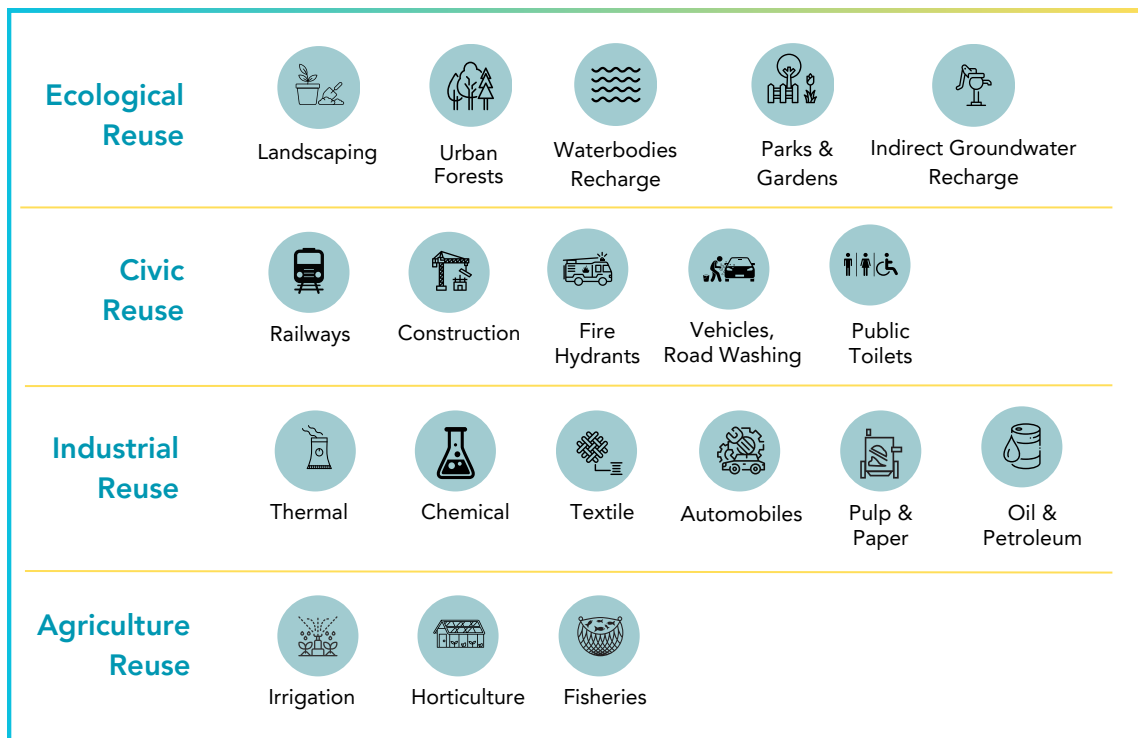 Ecological
Reuse
Landscaping
Urban
Forests
Waterbodies
Recharge
Parks &
Gardens
Indirect Groundwater
Recharge
Civic
Reuse
Railways
Construction
Fire
Hydrants
Vehicles,
Road Washing
Public
Toilets
Industrial
Reuse
Thermal
Chemical
Textile
Automobiles
Pulp &
Paper
Oil &
Petroleum
Agriculture
Reuse
Irrigation
Horticulture
Fisheries